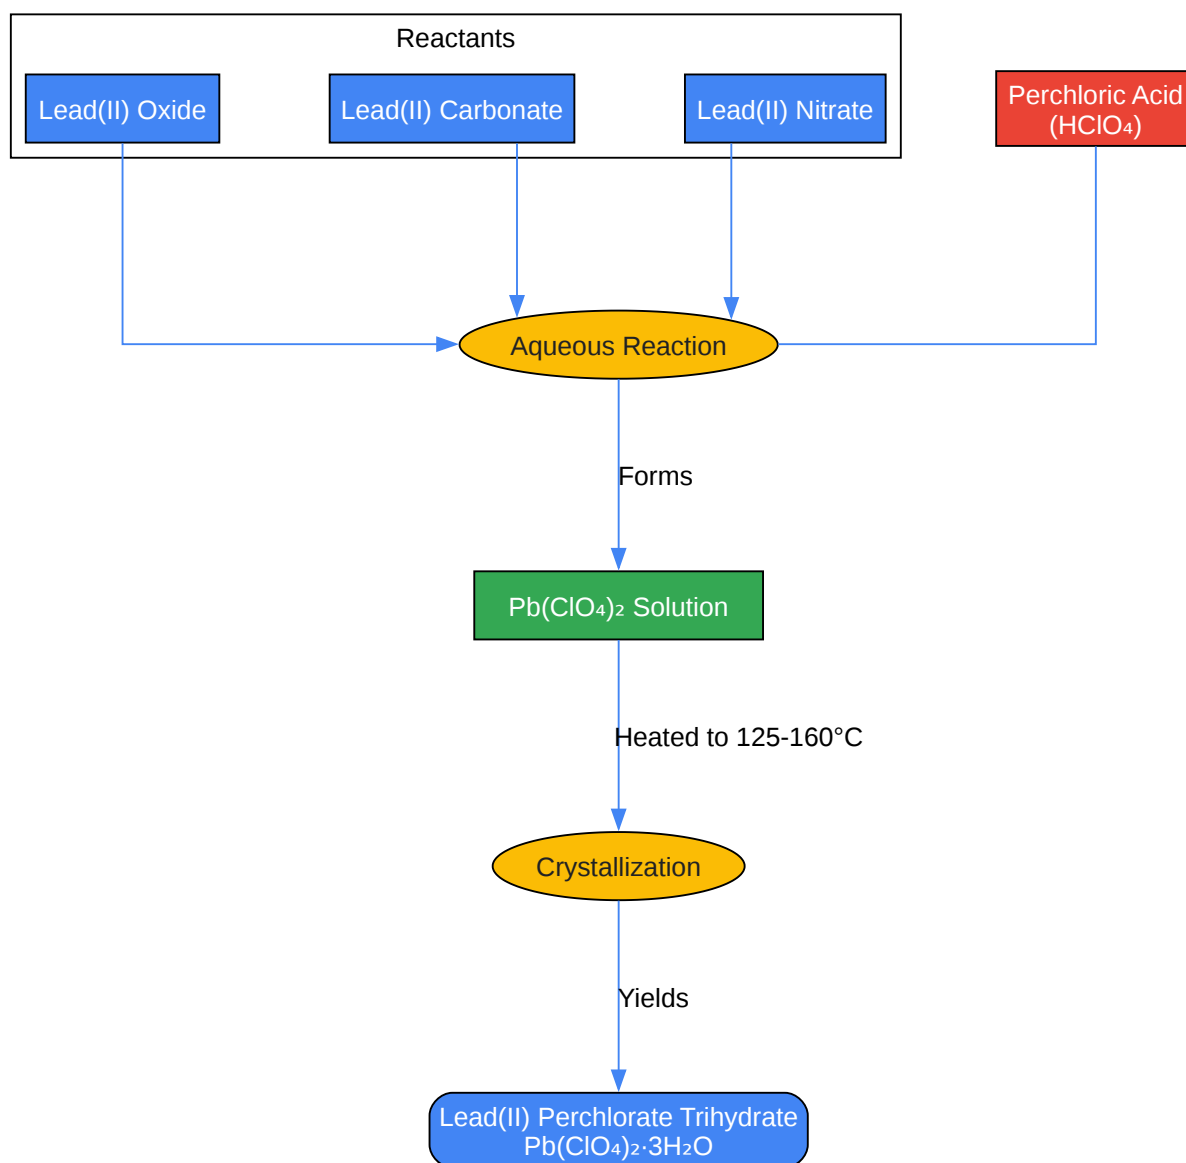 Reactants
Lead(II) Oxide
Lead(II) Carbonate
Lead(II) Nitrate
Perchloric Acid
(HClO₄)
Aqueous Reaction
Forms
Pb(ClO₄)₂ Solution
Heated to 125-160°C
Crystallization
Yields
Lead(II) Perchlorate Trihydrate
Pb(ClO₄)₂·3H₂O